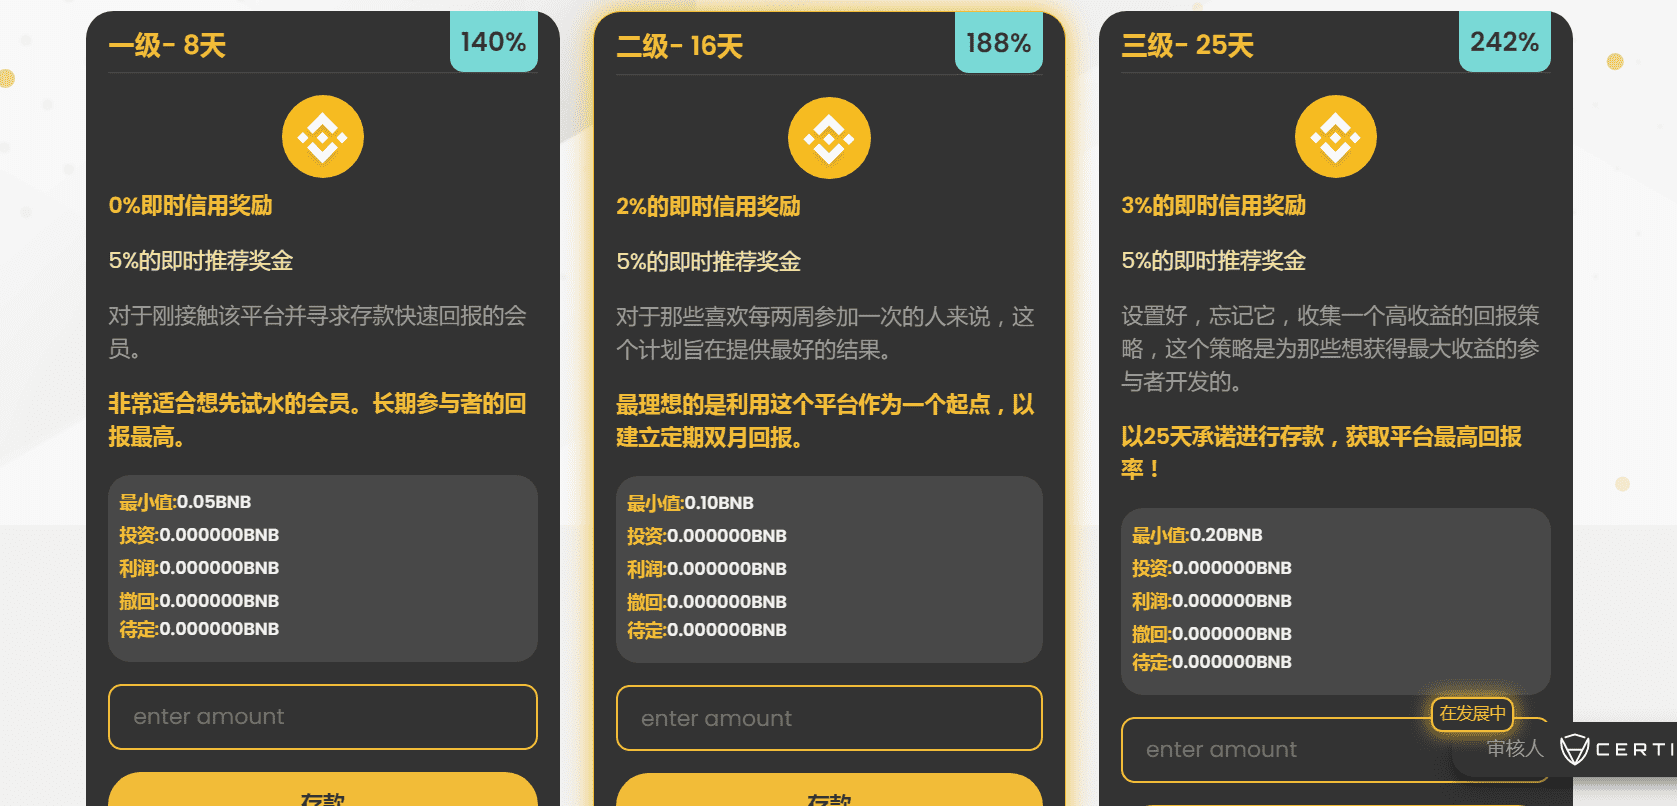 一级- 8天
140%
0%即时信用奖励
5%的即时推荐奖金
对于刚接触该平台并寻求存款快速回报的会
员。
非常适合想先试水的会员。长期参与者的回
报最高。
最小值:0.05BNB
投资:0.000000BNB
利润:0.000000BNB
撤回:0.000000BNB
待定:0.000000BNB
enter amount
存款
二级- 16天
188%
2%的即时信用奖励
5%的即时推荐奖金
对于那些喜欢每两周参加一次的人来说，这
个计划旨在提供最好的结果。
最理想的是利用这个平台作为一个起点，以
建立定期双月回报。
最小值:0.10BNB
投资:0.000000BNB
利润:0.000000BNB
撤回:0.000000BNB
待定:0.000000BNB
enter amount
存款
三级- 25天
242%
3%的即时信用奖励
5%的即时推荐奖金
设置好，忘记它，收集一个高收益的回报策
略，这个策略是为那些想获得最大收益的参
与者开发的。
以25天承诺进行存款，获取平台最高回报
率！
最小值:0.20BNB
投资:0.000000BNB
利润:0.000000BNB
撤回:0.000000BNB
待定:0.000000BNB
在发展中
enter amount
审核人 CERTI